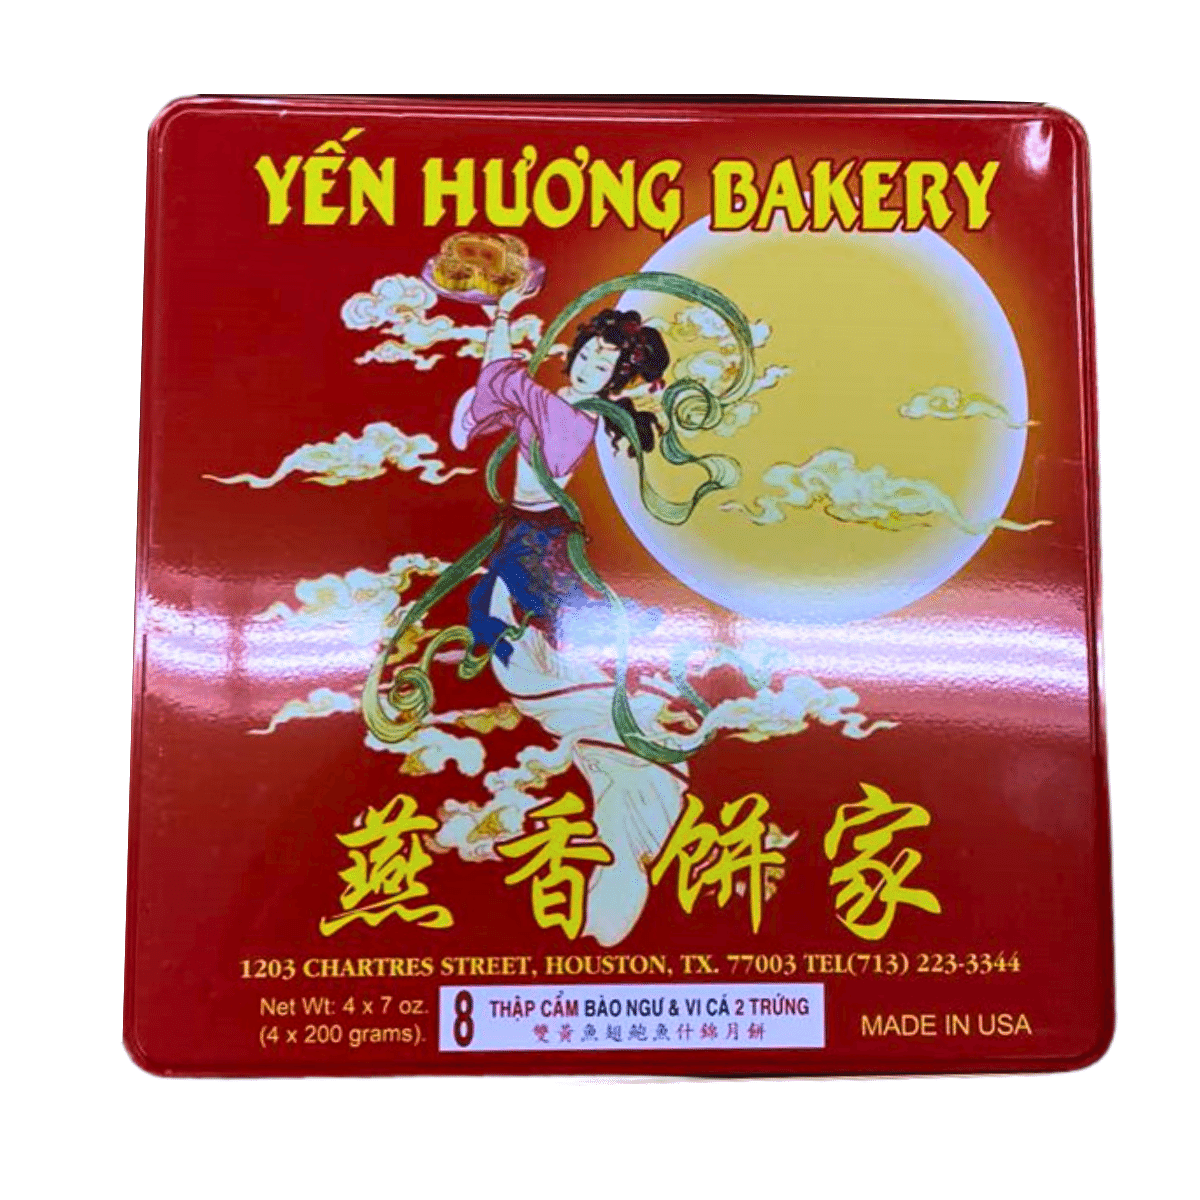 YẾN HƯƠNG BAKERY
燕香餅家
1203 CHARTRES STREET, HOUSTON, TX. 77003 TEL(713) 223-3344
Net Wt: 4 x 7 oz.
(4 x 200 grams).
8
THẬP CẨM BÀO NGƯ & VI CÁ 2 TRỨNG
雙黃魚翅鮑魚什錦月餅
MADE IN USA